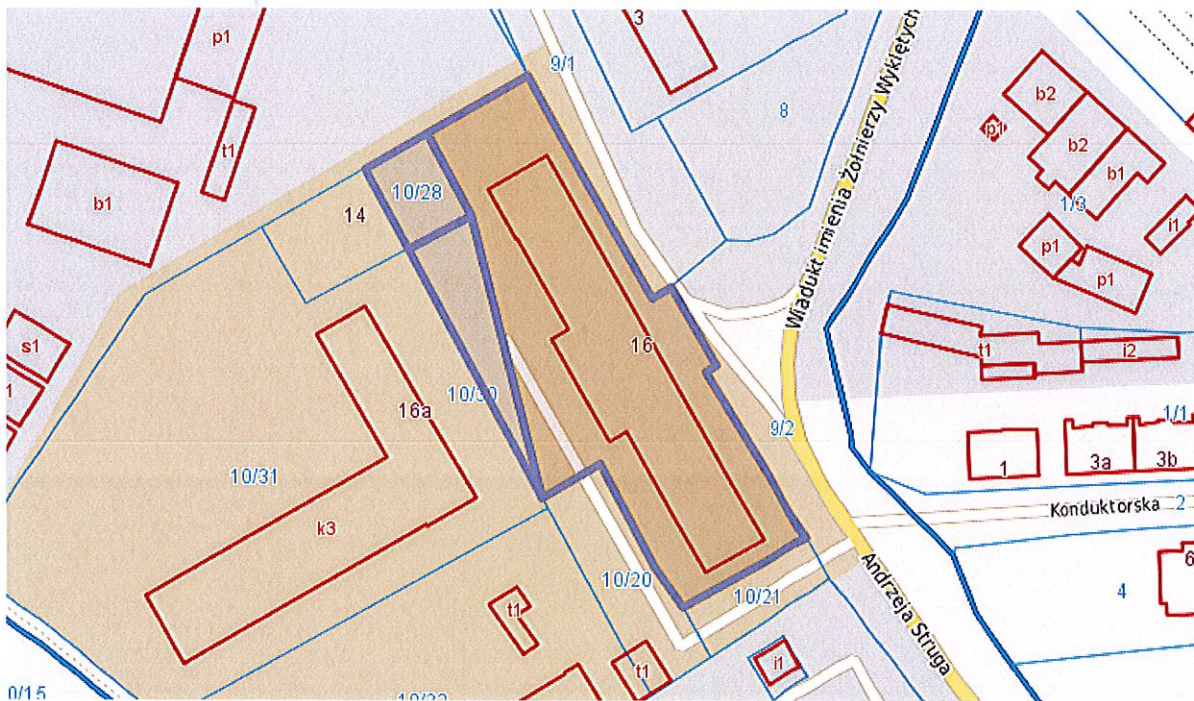 p1
3
9/1
8
Wiadukt imienia Żołnierzy Wyklętych
b2
p1
b2
b1
1/3
i1
p1
p1
t1
b1
10/28
14
16
t1
i2
s1
10/30
16a
9/2
1/1
1
3a
3b
10/31
k3
Konduktorska
2
10/20
10/21
Andrzeja Struga
4
6
t1
t1
i1
0/15